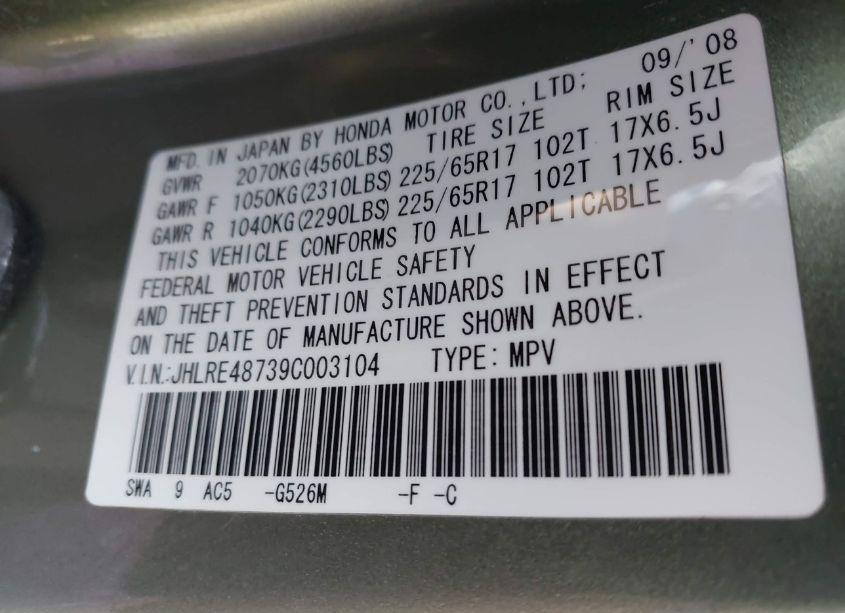 MFD. IN JAPAN BY HONDA MOTOR CO.,LTD; 09/'08
GVWR 2070KG(4560LBS) TIRE SIZE RIM SIZE
GAWR F 1050KG(2310LBS) 225/65R17 102T 17X6.5J
GAWR R 1040KG(2290LBS) 225/65R17 102T 17X6.5J
THIS VEHICLE CONFORMS TO ALL APPLICABLE
FEDERAL MOTOR VEHICLE SAFETY
AND THEFT PREVENTION STANDARDS IN EFFECT
ON THE DATE OF MANUFACTURE SHOWN ABOVE.
V.I.N.:JHLRE48739C003104 TYPE: MPV
SWA 9 AC5 -G526M -F -C